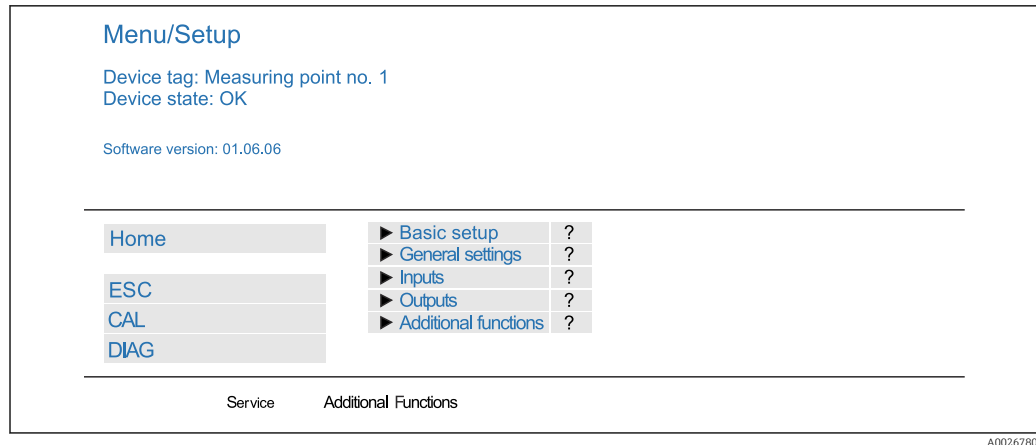 Menu/Setup
Device tag: Measuring point no. 1
Device state: OK
Software version: 01.06.06
Home
ESC
CAL
DIAG
► Basic setup ?
► General settings ?
► Inputs ?
► Outputs ?
► Additional functions ?
Service Additional Functions
A0026780